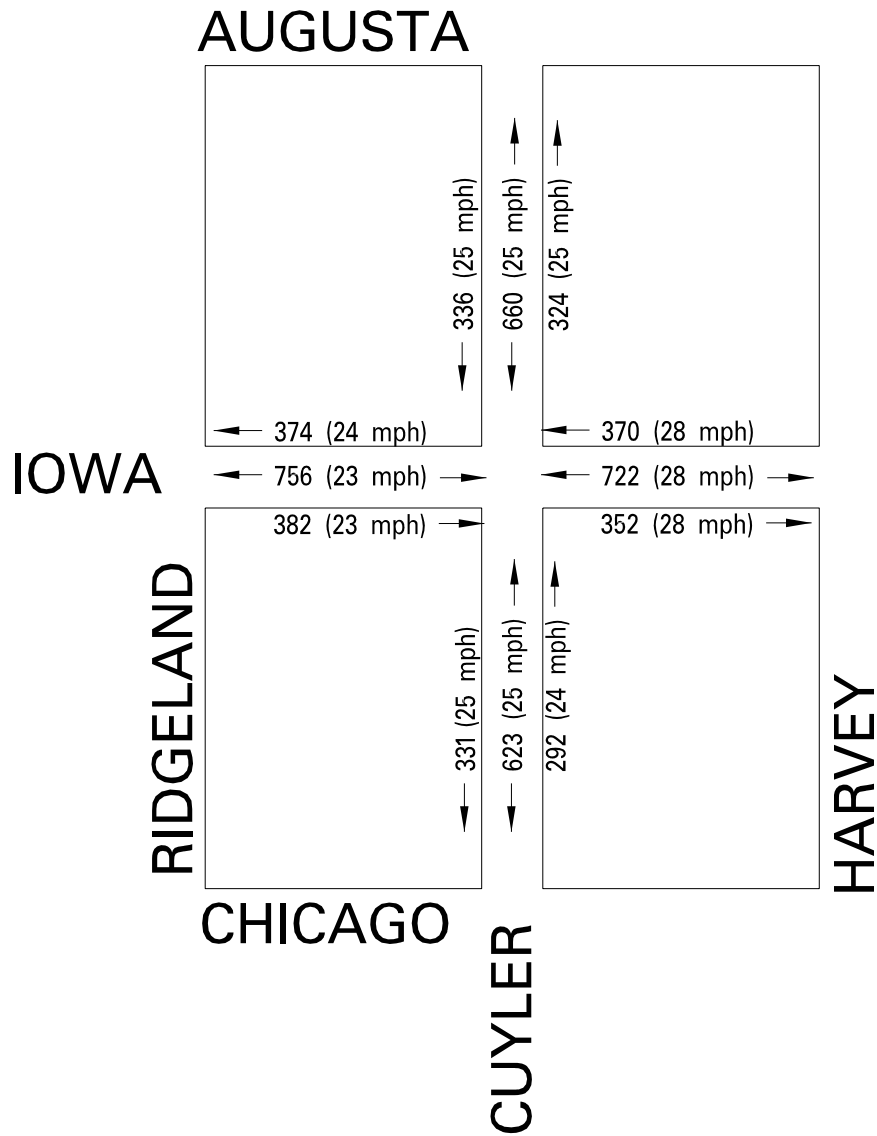 AUGUSTA
336 (25 mph)
660 (25 mph)
324 (25 mph)
374 (24 mph)
370 (28 mph)
IOWA
756 (23 mph)
722 (28 mph)
382 (23 mph)
352 (28 mph)
RIDGELAND
331 (25 mph)
623 (25 mph)
292 (24 mph)
HARVEY
CHICAGO
CUYLER